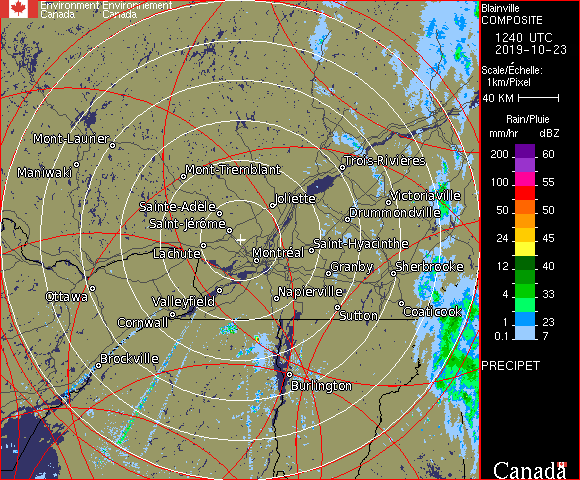 Environment Environnement
Canada Canada
Blainville
COMPOSITE
1240 UTC
2019-10-23
Scale/Échelle:
1km/Pixel
40 KM
Rain/Pluie
mm/hr dBZ
200 60
100 55
50 50
24 45
12 40
4 33
1 23
0.1 7
PRECIPET
Canada
Mont-Laurier
Maniwaki
Mont-Tremblant
Trois-Rivières
Sainte-Adele
Joliette
Victoriaville
Saint-Jérome
Drummondville
Lachute
Montréal
Saint-Hyacinthe
Granby
Sherbrooke
Ottawa
Valleyfield
Napierville
Cornwall
Sutton
Coaticook
Brockville
Burlington